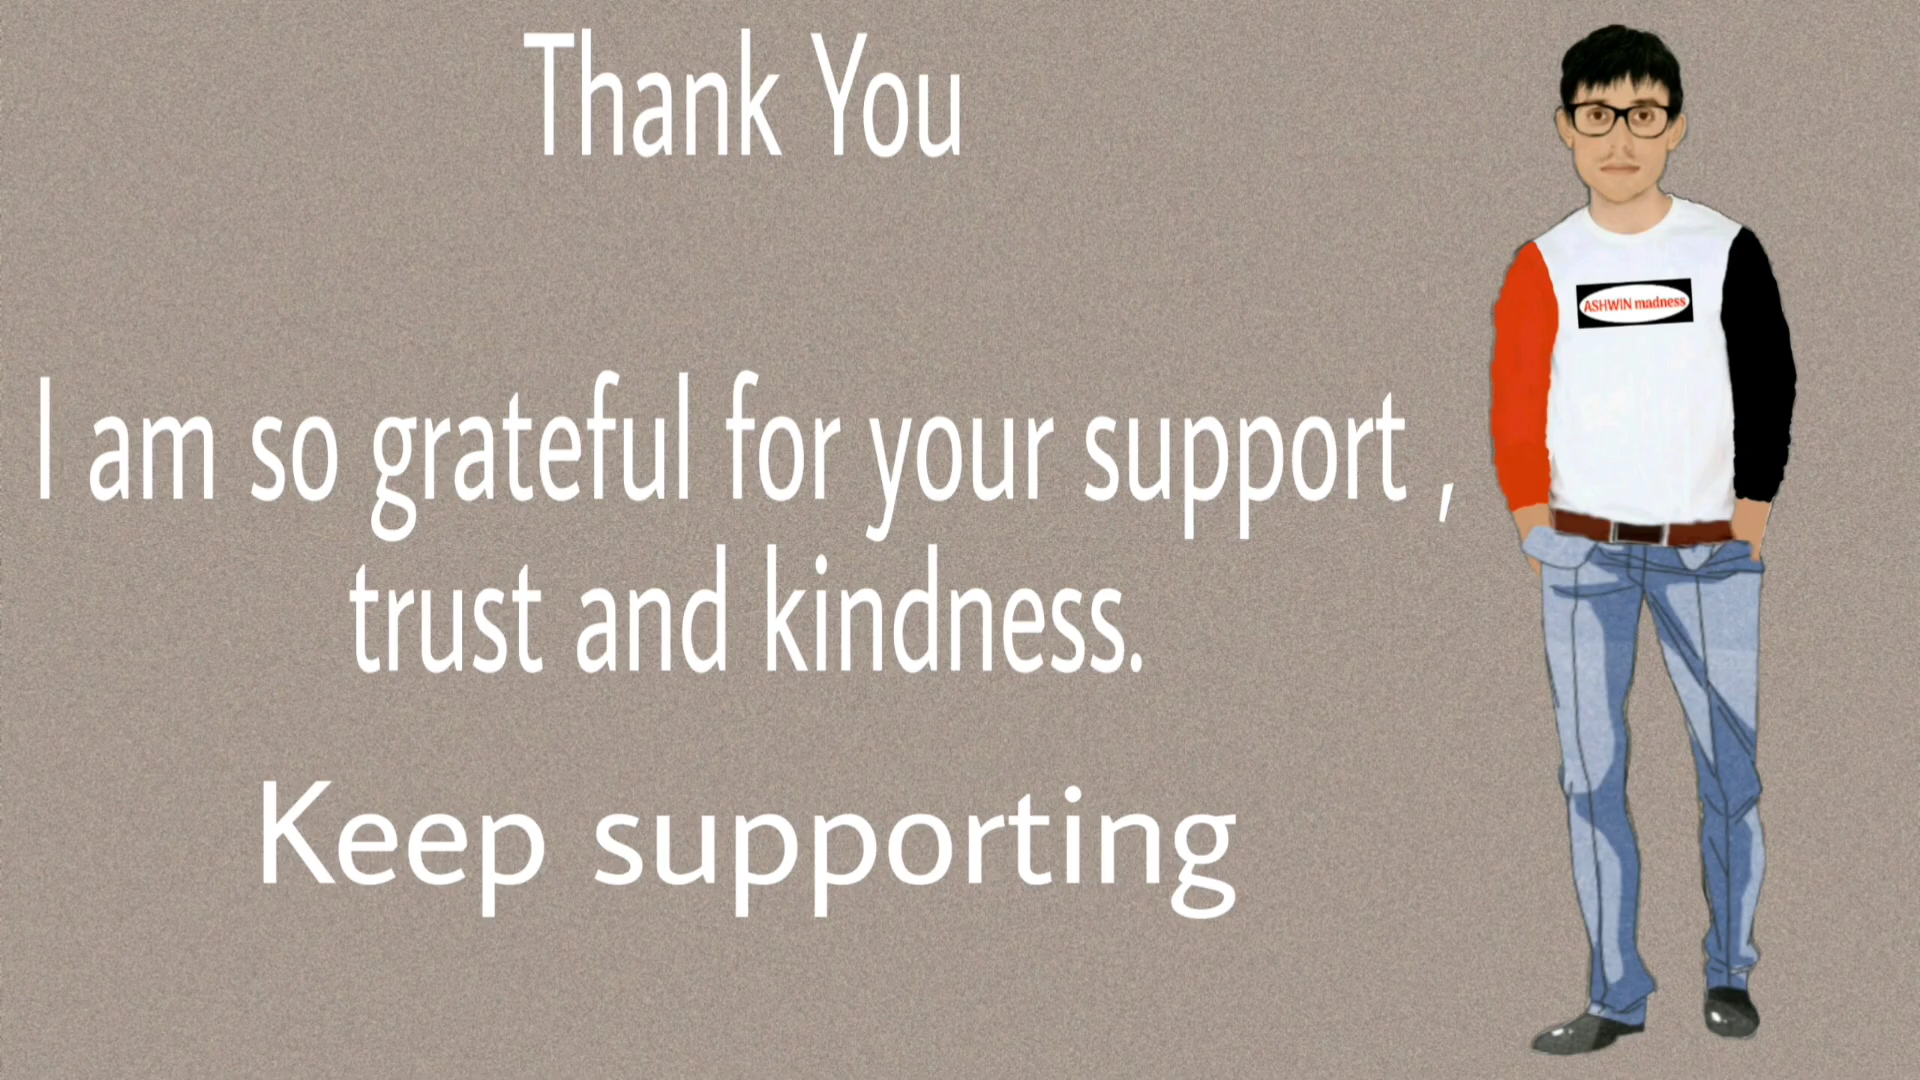 Thank You
I am so grateful for your support ,
trust and kindness.
Keep supporting
ASHWIN madness